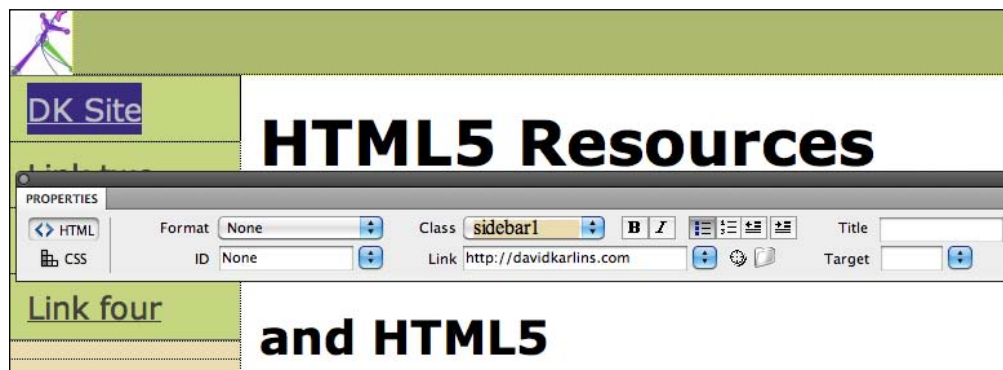 DK Site
HTML5 Resources
PROPERTIES
<> HTML Format None Class sidebar1 B I Title
CSS ID None Link http://davidkarlins.com Target
Link four
and HTML5